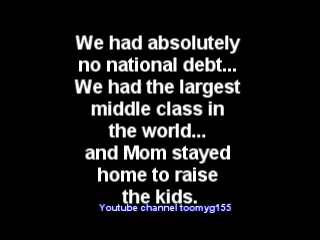 We had absolutely
no national debt...
We had the largest
middle class in
the world...
and Mom stayed
home to raise
the kids.
Youtube channel toomyg155